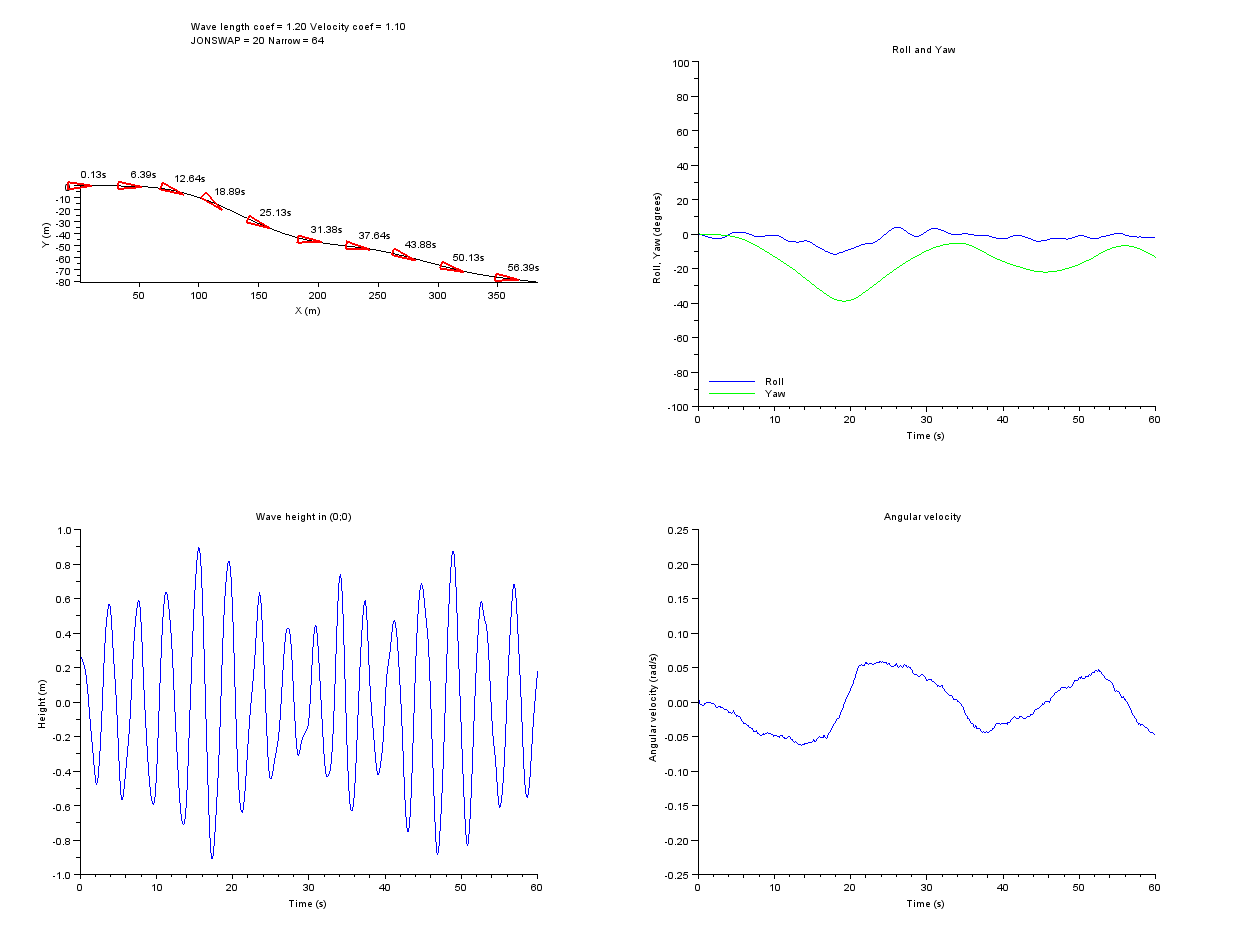 Wave length coef = 1.20 Velocity coef = 1.10
JONSWAP = 20 Narrow = 64
0.13s
6.39s
12.64s
18.89s
25.13s
31.38s
37.64s
43.88s
50.13s
56.39s
0
-10
-20
-30
-40
-50
-60
-70
-80
Y (m)
50
100
150
200
250
300
350
X (m)
Roll and Yaw
100
80
60
40
20
0
-20
-40
-60
-80
-100
Roll, Yaw (degrees)
Roll
Yaw
0
10
20
30
40
50
60
Time (s)
Wave height in (0;0)
1.0
0.8
0.6
0.4
0.2
0.0
-0.2
-0.4
-0.6
-0.8
-1.0
Height (m)
0
10
20
30
40
50
60
Time (s)
Angular velocity
0.25
0.20
0.15
0.10
0.05
0.00
-0.05
-0.10
-0.15
-0.20
-0.25
Angular velocity (rad/s)
0
10
20
30
40
50
60
Time (s)